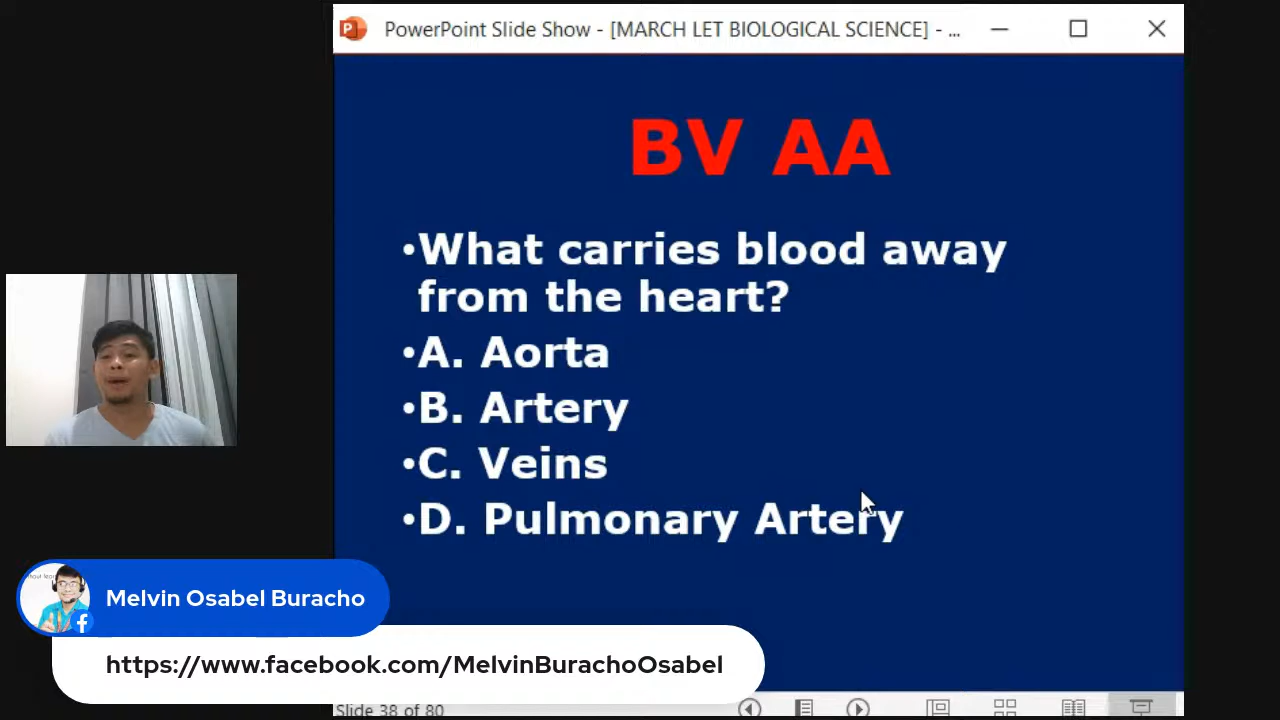 PowerPoint Slide Show - [MARCH LET BIOLOGICAL SCIENCE] - ...
BV AA
•What carries blood away
from the heart?
•A. Aorta
•B. Artery
•C. Veins
•D. Pulmonary Artery
Melvin Osabel Buracho
https://www.facebook.com/MelvinBurachoOsabel
Slide 38 of 80